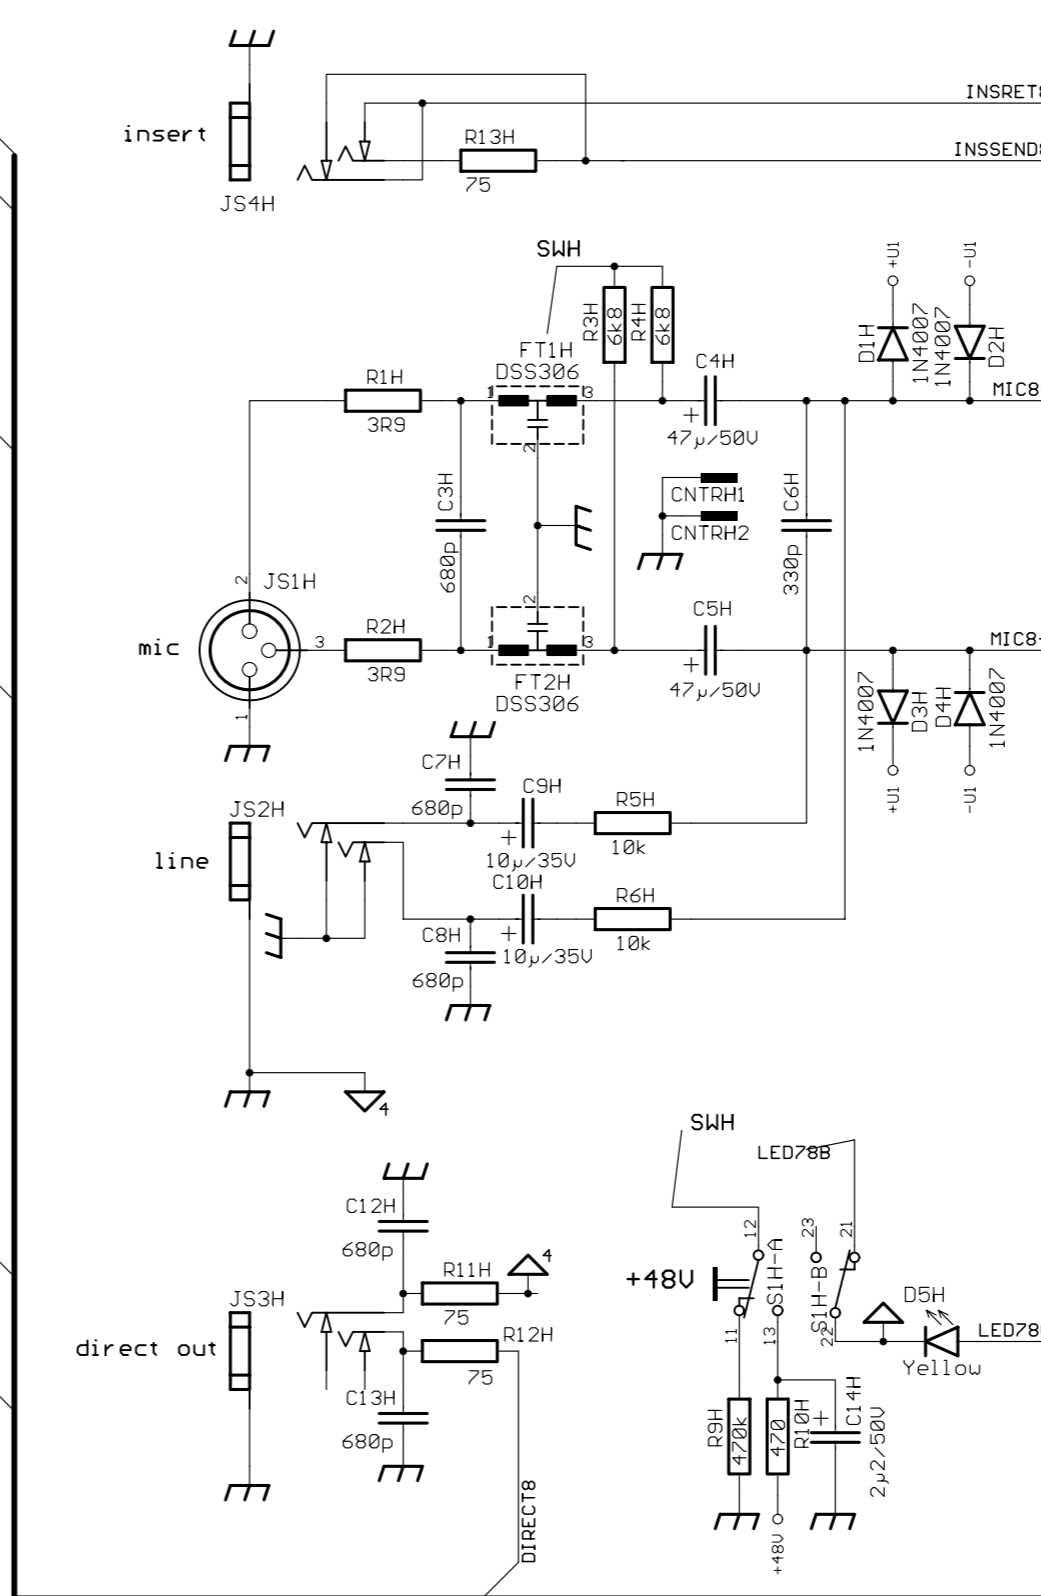 INSRET8
insert
R13H
INSSEND8
75
JS4H
SWH
+U1
-U1
R3H
6k8
R4H
6k8
D1H
1N4007
1N4007
D2H
FT1H
DSS306
C4H
R1H
1
3
MIC8
3R9
+
47µ/50V
2
C3H
680p
CNTRH1
CNTRH2
C6H
330p
2
JS1H
2
C5H
R2H
mic
3
1
3
MIC8-
3R9
+
47µ/50V
FT2H
DSS306
1
1N4007
D3H
D4H
1N4007
C7H
680p
C9H
+U1
-U1
JS2H
R5H
+
10µ/35V
10k
line
C10H
R6H
C8H
+
10µ/35V
10k
680p
4
SWH
LED78B
C12H
680p
12
23
21
4
R11H
+48V
S1H-A
S1H-B
JS3H
75
D5H
11
13
22
R12H
LED78
direct out
Yellow
75
C13H
680p
R9H
470k
470
R10H
+
C14H
2µ2/50V
DIRECT8
+48V